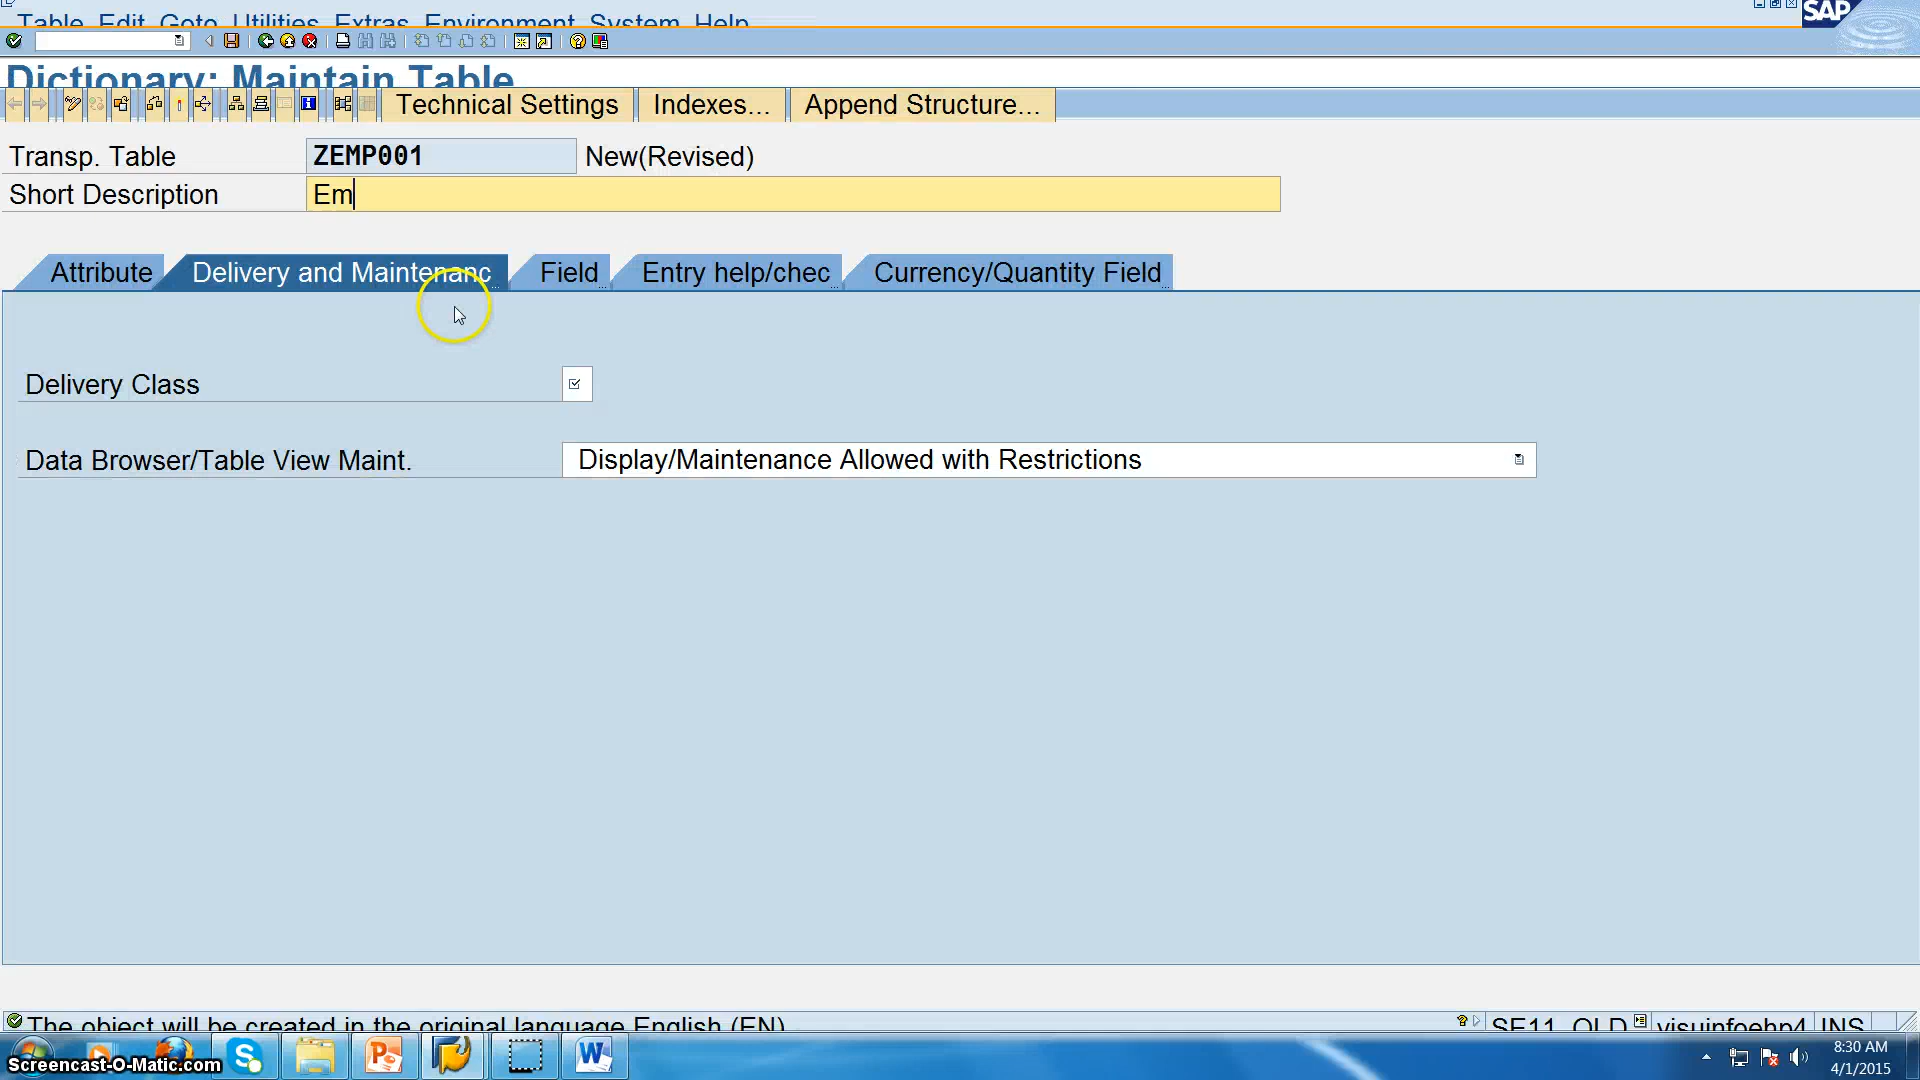 Table Edit Goto Utilities Extras Environment System Help
SAP
Dictionary: Maintain Table
Technical Settings Indexes... Append Structure...
Transp. Table ZEMP001 New(Revised)
Short Description Em
Attribute Delivery and Maintenanc Field Entry help/chec Currency/Quantity Field
Delivery Class
Data Browser/Table View Maint. Display/Maintenance Allowed with Restrictions
The object will be created in the original language English (EN) SE11_OLD visuinfoehp4 INS
8:30 AM
Screencast-O-Matic.com
4/1/2015